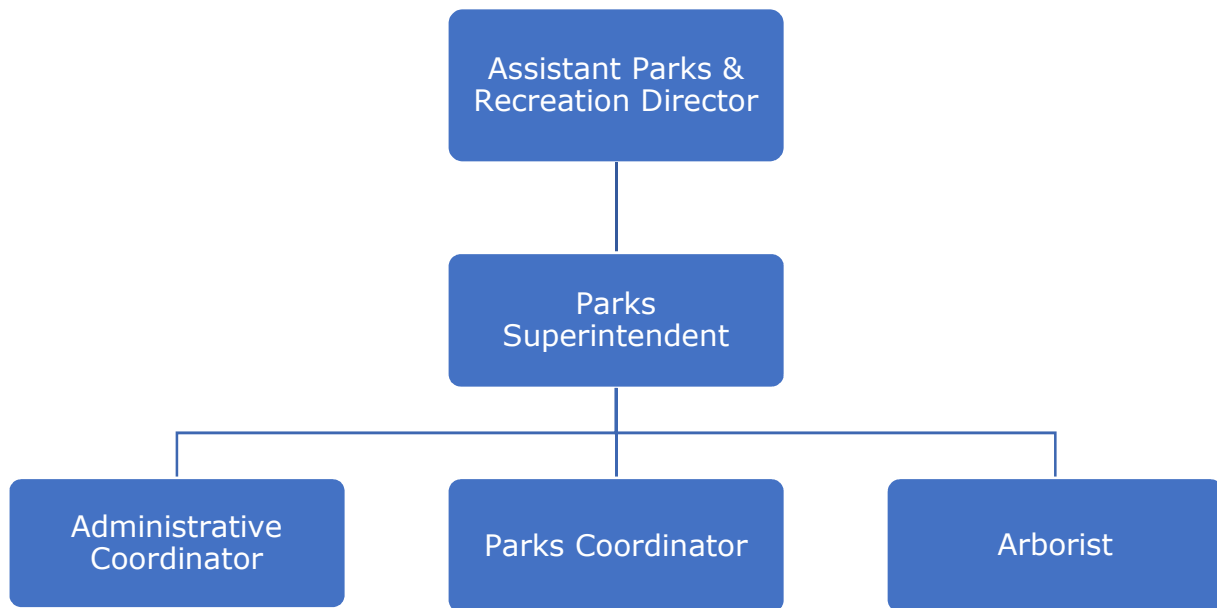 Assistant Parks &
Recreation Director
Parks
Superintendent
Administrative
Coordinator
Parks Coordinator
Arborist